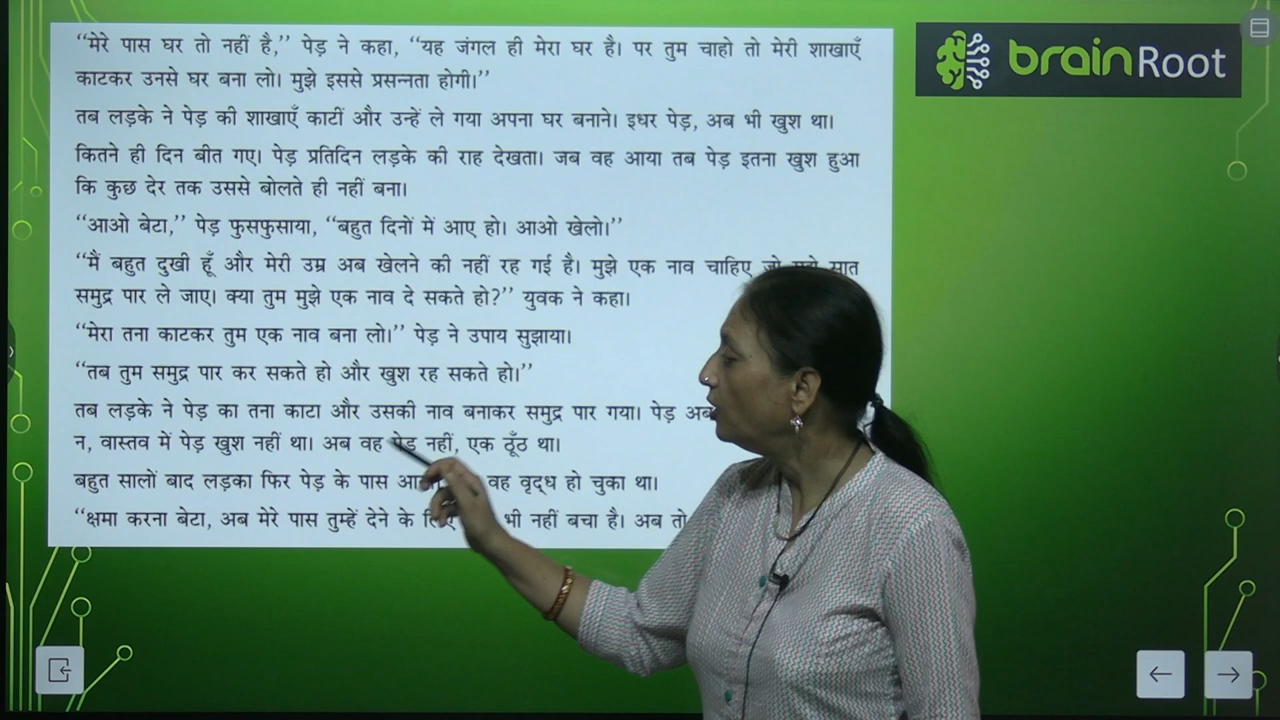 “मेरे पास घर तो नहीं है,” पेड़ ने कहा, “यह जंगल ही मेरा घर है। पर तुम चाहो तो मेरी शाखाएँ
काटकर उनसे घर बना लो। मुझे इससे प्रसन्नता होगी।”
तब लड़के ने पेड़ की शाखाएँ काटीं और उन्हें ले गया अपना घर बनाने। इधर पेड़, अब भी खुश था।
कितने ही दिन बीत गए। पेड़ प्रतिदिन लड़के की राह देखता। जब वह आया तब पेड़ इतना खुश हुआ
कि कुछ देर तक उससे बोलते ही नहीं बना।
“आओ बेटा,” पेड़ फुसफुसाया, “बहुत दिनों में आए हो। आओ खेलो।”
“मैं बहुत दुखी हूँ और मेरी उम्र अब खेलने की नहीं रह गई है। मुझे एक नाव चाहिए सात
समुद्र पार ले जाए। क्या तुम मुझे एक नाव दे सकते हो?” युवक ने कहा।
“मेरा तना काटकर तुम एक नाव बना लो।” पेड़ ने उपाय सुझाया।
“तब तुम समुद्र पार कर सकते हो और खुश रह सकते हो।”
तब लड़के ने पेड़ का तना काटा और उसकी नाव बनाकर समुद्र पार गया। पेड़ अब
न, वास्तव में पेड़ खुश नहीं था। अब वह पेड़ नहीं, एक ठूँठ था।
बहुत सालों बाद लड़का फिर पेड़ के पास वह वृद्ध हो चुका था।
“क्षमा करना बेटा, अब मेरे पास तुम्हें देने के लिए भी नहीं बचा है। अब तो
brainRoot